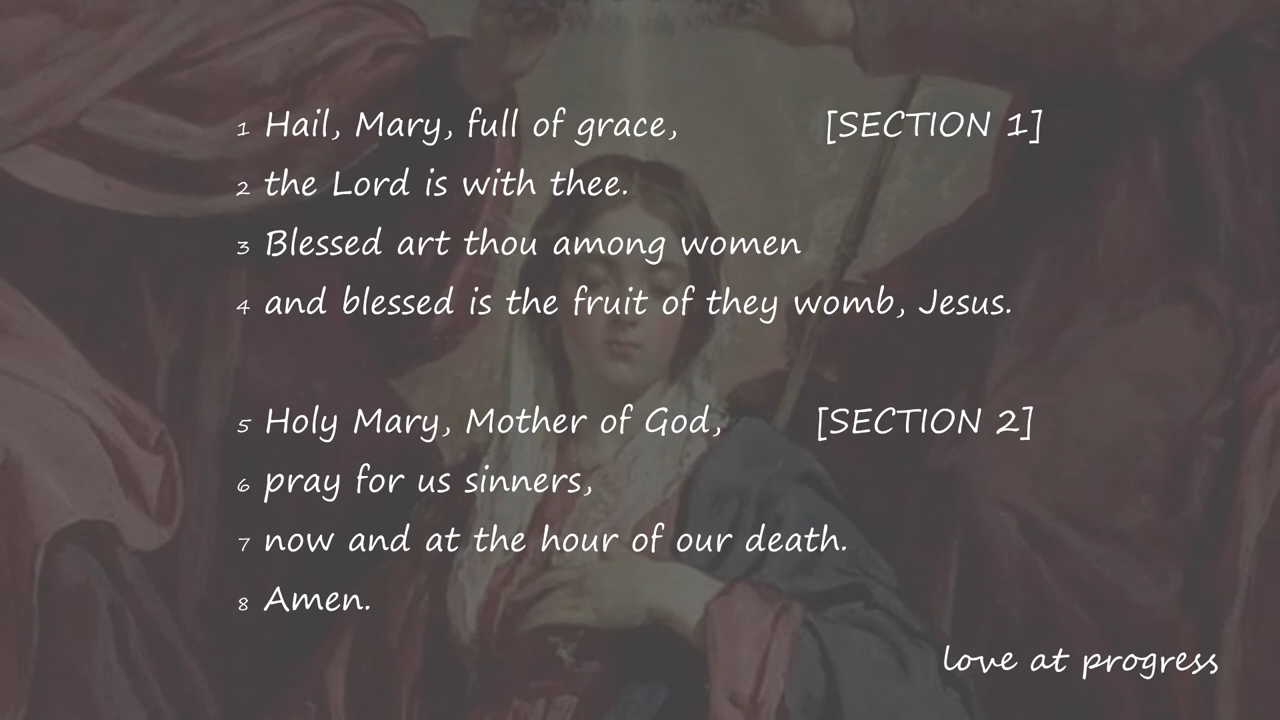 1 Hail, Mary, full of grace, [SECTION 1]
2 the Lord is with thee.
3 Blessed art thou among women
4 and blessed is the fruit of they womb, Jesus.
5 Holy Mary, Mother of God, [SECTION 2]
6 pray for us sinners,
7 now and at the hour of our death.
8 Amen.
love at progress